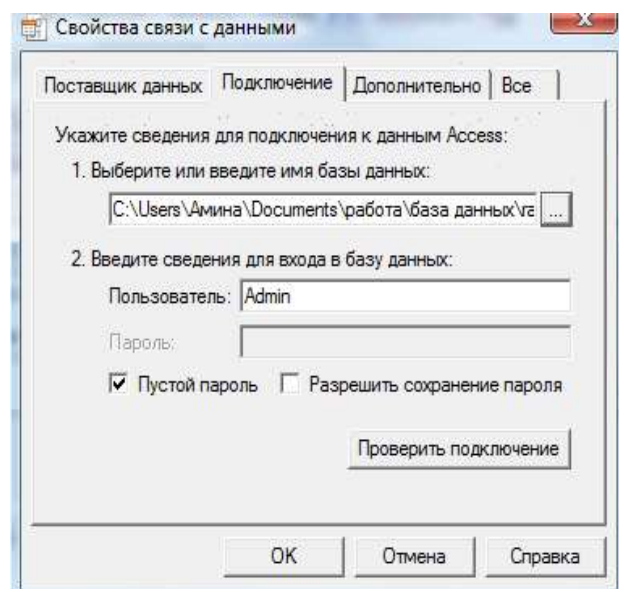 Свойства связи с данными
X
Поставщик данных Подключение Дополнительно Все
Укажите сведения для подключения к данным Access:
1. Выберите или введите имя базы данных:
C:\Users\Амина\Documents\работа\база данных\га ...
2. Введите сведения для входа в базу данных:
Пользователь: Admin
Пароль:
Пустой пароль Разрешить сохранение пароля
Проверить подключение
OK Отмена Справка